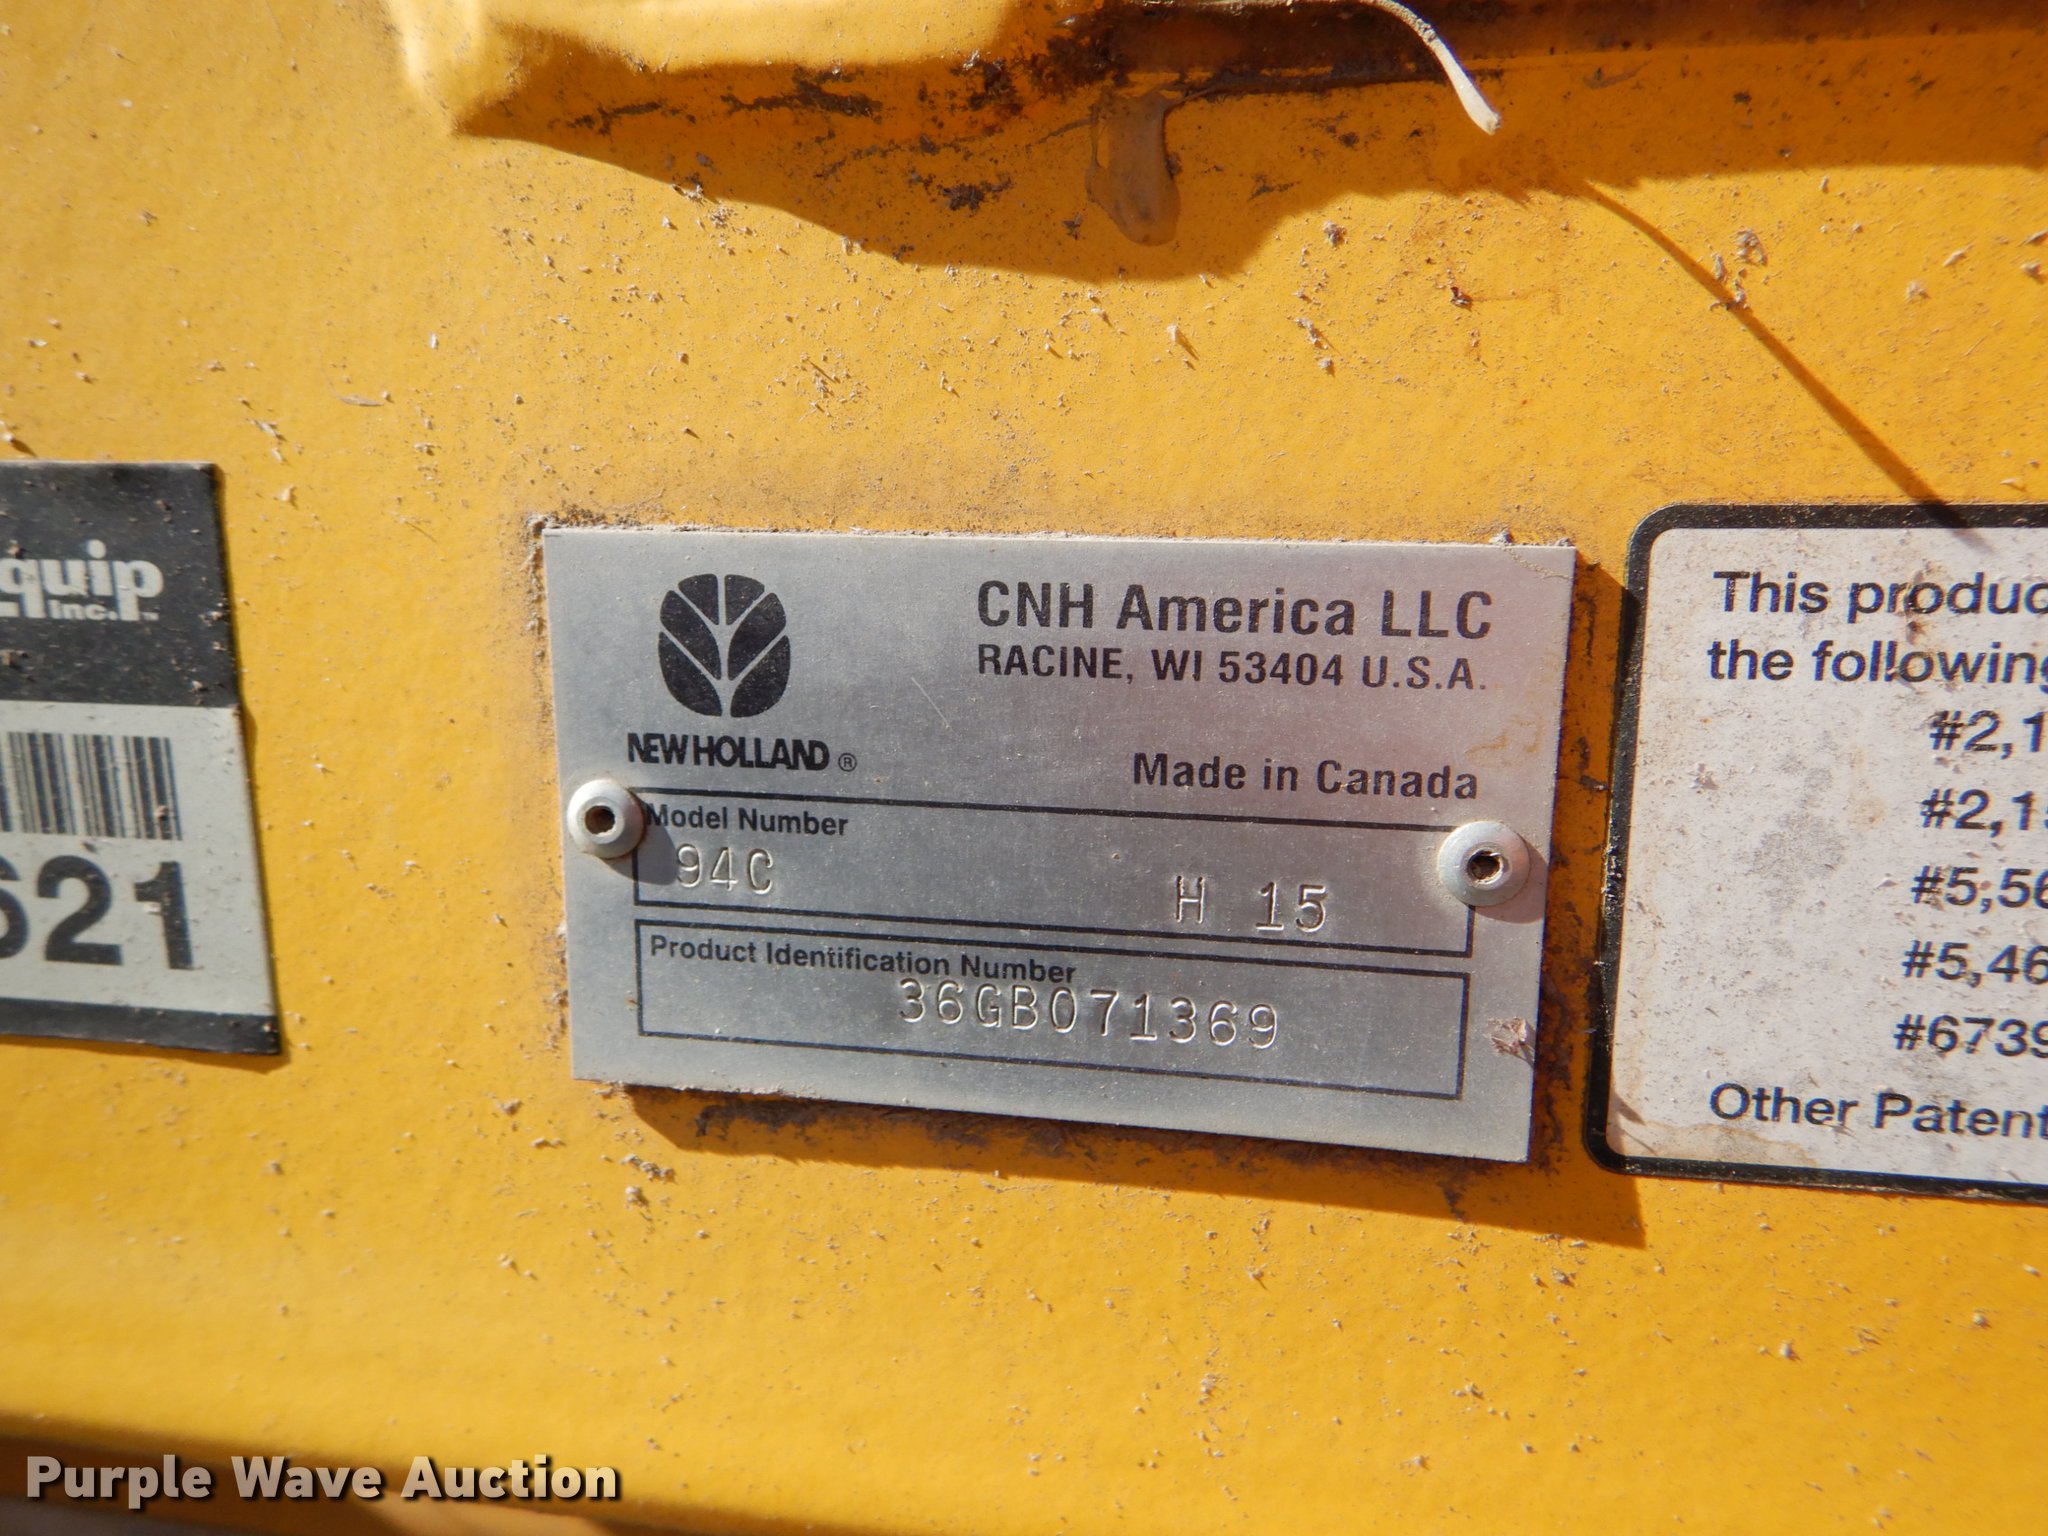 quip
Inc.
621
NEW HOLLAND ®
CNH America LLC
RACINE, WI 53404 U.S.A.
Made in Canada
Model Number
94C H 15
Product Identification Number
36GB071369
This produc
the following
#2,1
#2,15
#5,56
#5,46
#6739
Other Patent
Purple Wave Auction